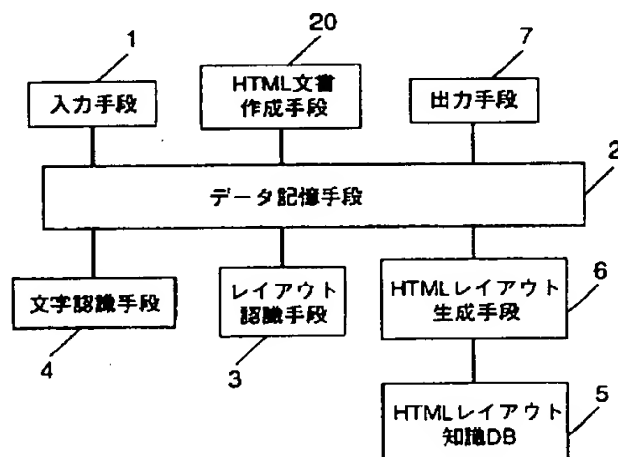 1
20
7
入力手段
HTML文書
作成手段
出力手段
2
データ記憶手段
文字認識手段
レイアウト
認識手段
HTMLレイアウト
生成手段
6
4
3
HTMLレイアウト
知識DB
5